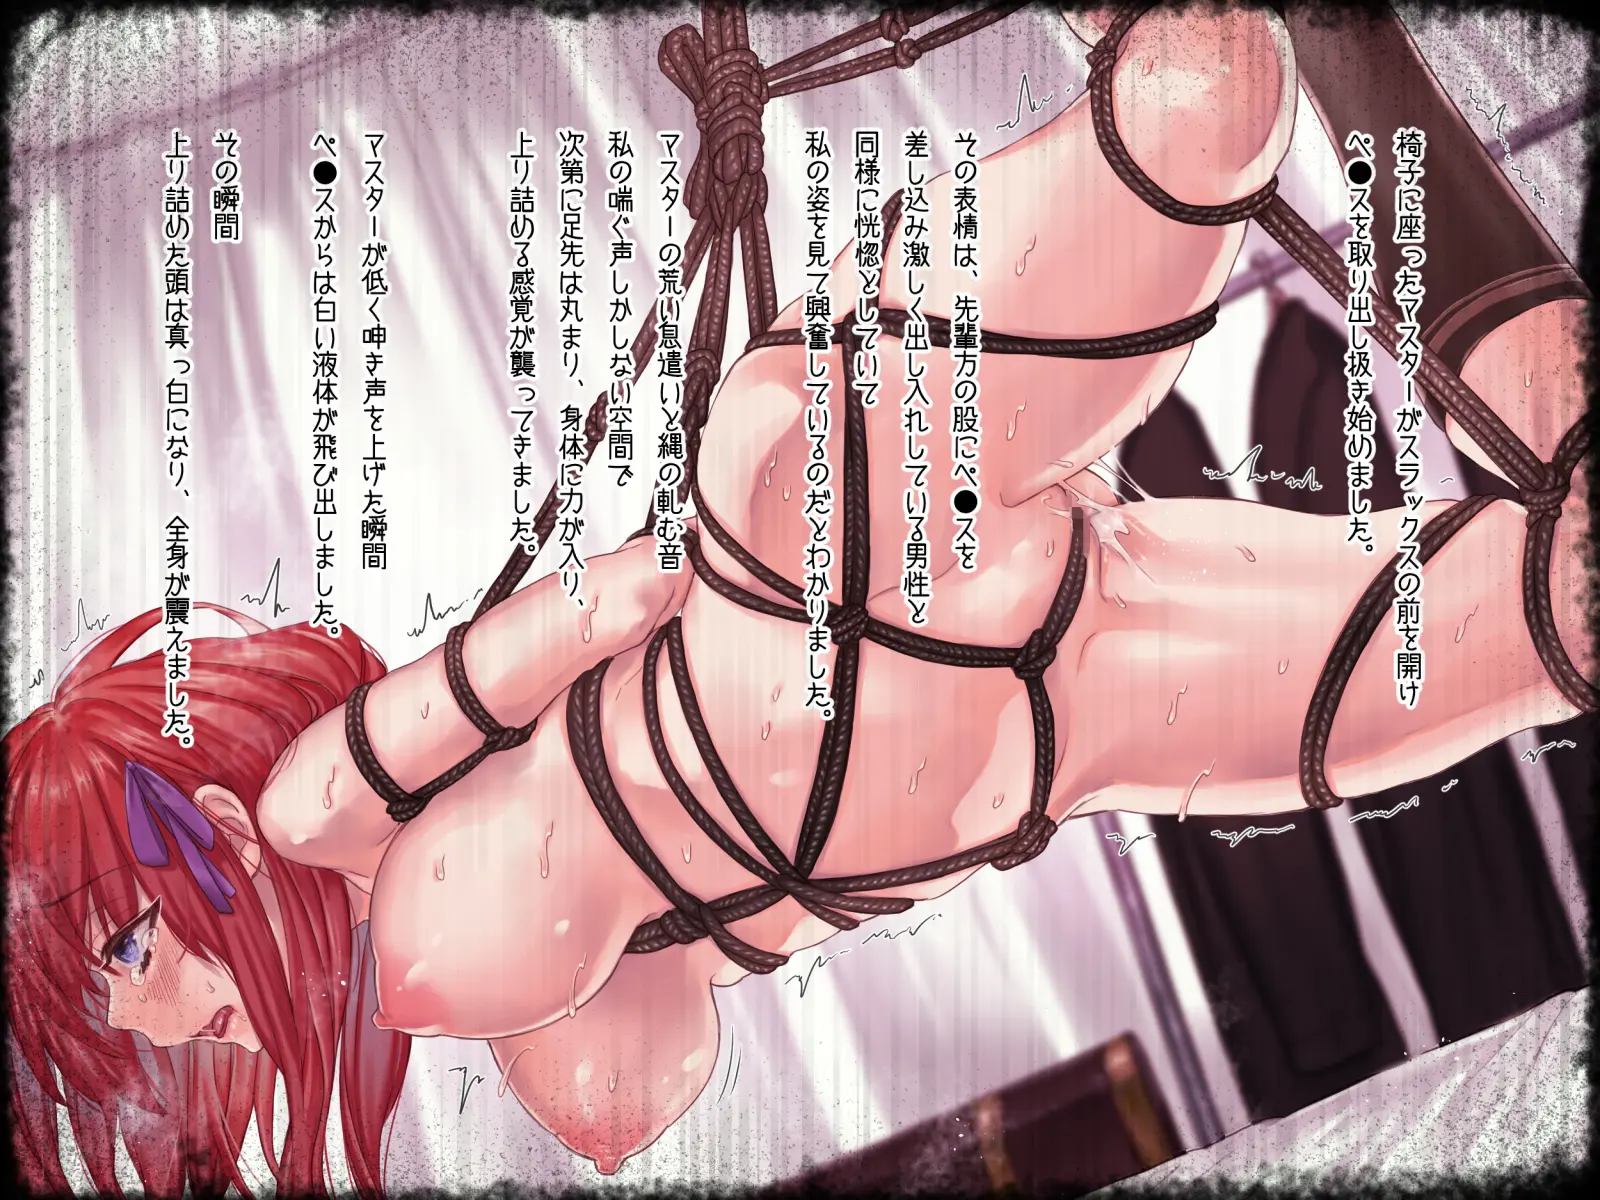 椅子に座ったマスターがスラックスの前を開け
ペ●スを取り出し扱き始めました。
その表情は、先輩方の股にペ●スを
差し込み激しく出し入れしている男性と
同様に恍惚としていて
私の姿を見て興奮しているのだとわかりました。
マスターの荒い息遣いと縄の軋む音
私の喘ぐ声しかしない空間で
次第に足先は丸まり、身体に力が入り、
上り詰める感覚が襲ってきました。
マスターが低く呻き声を上げた瞬間
ペ●スからは白い液体が飛び出しました。
その瞬間
上り詰めた頭は真っ白になり、全身が震えました。